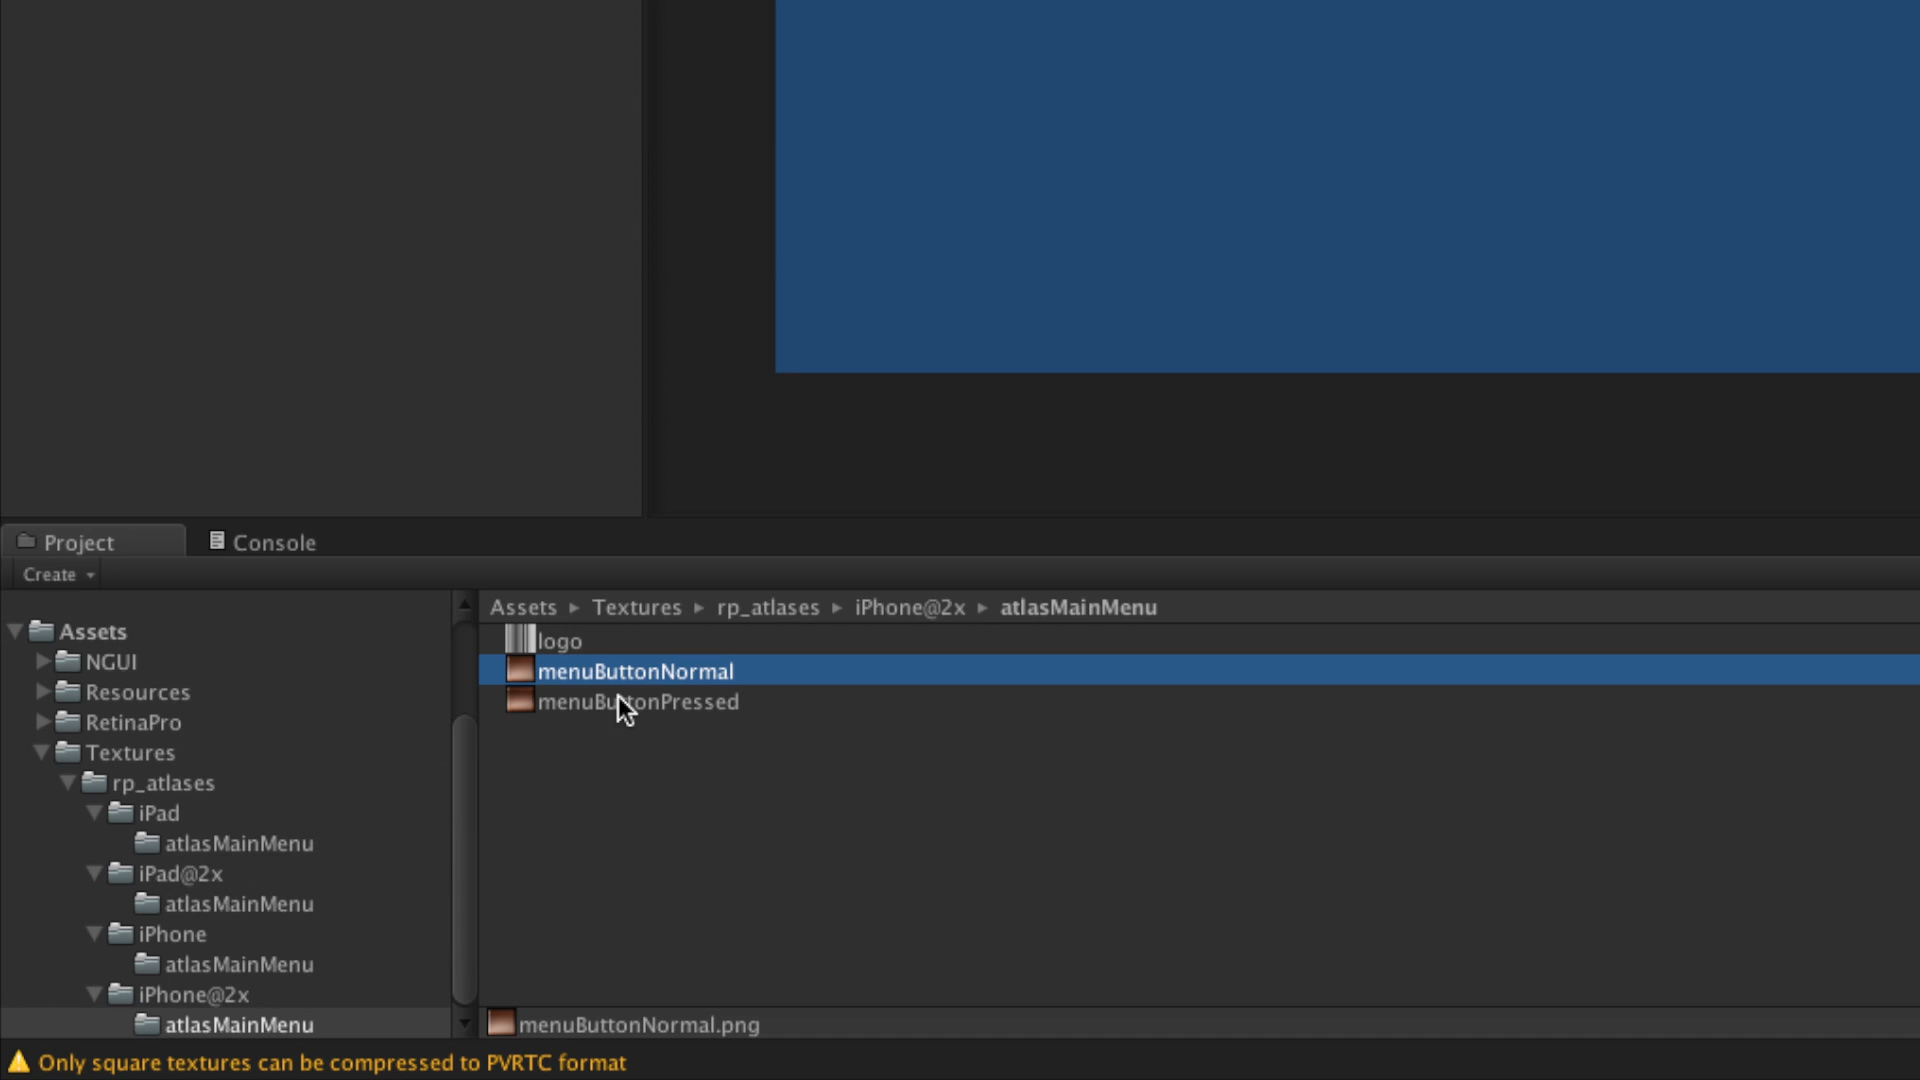 Project
Console
Create
Assets Textures rp_atlases iPhone@2x atlasMainMenu
Assets
NGUI
Resources
RetinaPro
Textures
rp_atlases
iPad
atlasMainMenu
iPad@2x
atlasMainMenu
iPhone
atlasMainMenu
iPhone@2x
atlasMainMenu
logo
menuButtonNormal
menuButtonPressed
menuButtonNormal.png
Only square textures can be compressed to PVRTC format